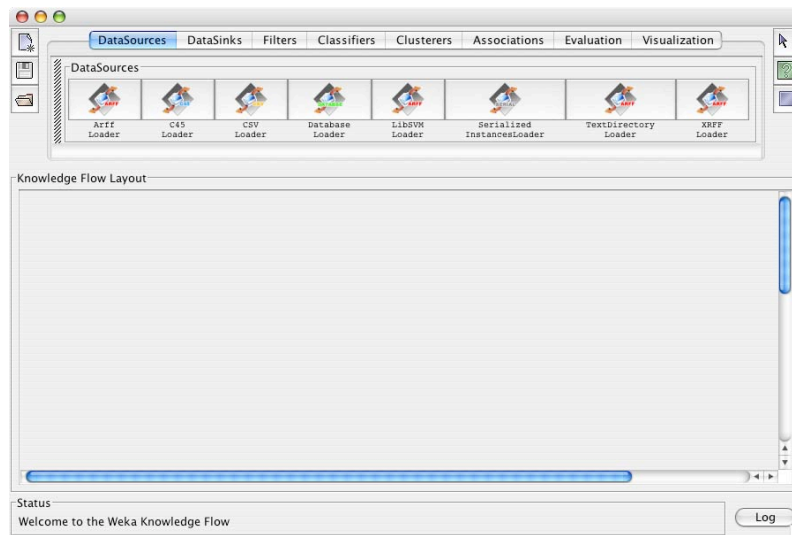 DataSources DataSinks Filters Classifiers Clusterers Associations Evaluation Visualization
DataSources
Arff Loader
C45 Loader
CSV Loader
Database Loader
LibSVM Loader
Serialized InstancesLoader
TextDirectory Loader
XRFF Loader
Knowledge Flow Layout
Status
Welcome to the Weka Knowledge Flow
Log